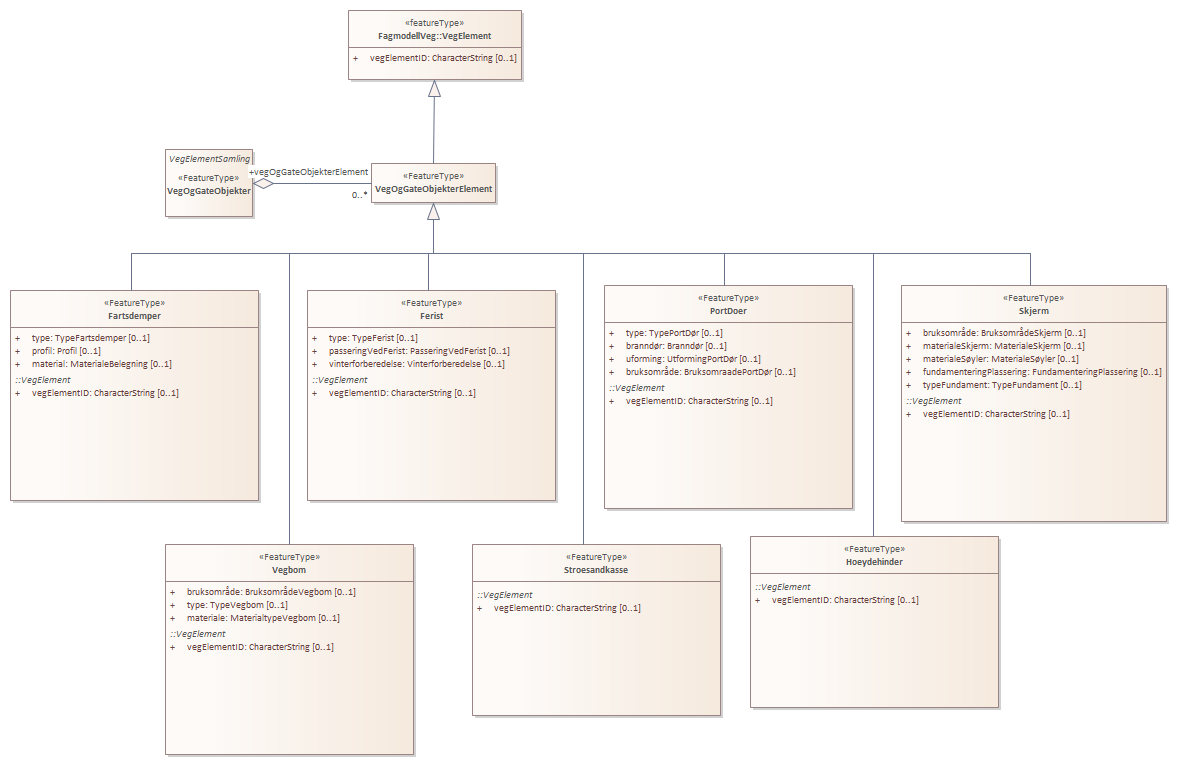 «featureType»
FagmodellVeg::VegElement
+ vegElementID: CharacterString [0..1]
VegElementSamling
«FeatureType»
VegOgGateObjekter
+vegOgGateObjekterElement
0..*
«FeatureType»
VegOgGateObjekterElement
«FeatureType»
Fartsdemper
+ type: TypeFartsdemper [0..1]
+ profil: Profil [0..1]
+ material: MaterialeBelegning [0..1]
::VegElement
+ vegElementID: CharacterString [0..1]
«FeatureType»
Ferist
+ type: TypeFerist [0..1]
+ passeringVedFerist: PasseringVedFerist [0..1]
+ vinterforberedelse: Vinterforberedelse [0..1]
::VegElement
+ vegElementID: CharacterString [0..1]
«FeatureType»
PortDoer
+ type: TypePortDør [0..1]
+ branndør: Branndør [0..1]
+ uforming: UtformingPortDør [0..1]
+ bruksområde: BruksomraadePortDør [0..1]
::VegElement
+ vegElementID: CharacterString [0..1]
«FeatureType»
Skjerm
+ bruksområde: BruksområdeSkjerm [0..1]
+ materialeSkjerm: MaterialeSkjerm [0..1]
+ materialeSøyler: MaterialeSøyler [0..1]
+ fundamenteringPlassering: FundamenteringPlassering [0..1]
+ typeFundament: TypeFundament [0..1]
::VegElement
+ vegElementID: CharacterString [0..1]
«FeatureType»
Vegbom
+ bruksområde: BruksområdeVegbom [0..1]
+ type: TypeVegbom [0..1]
+ materiale: MaterialtypeVegbom [0..1]
::VegElement
+ vegElementID: CharacterString [0..1]
«FeatureType»
Stroesandkasse
::VegElement
+ vegElementID: CharacterString [0..1]
«FeatureType»
Hoeydehinder
::VegElement
+ vegElementID: CharacterString [0..1]